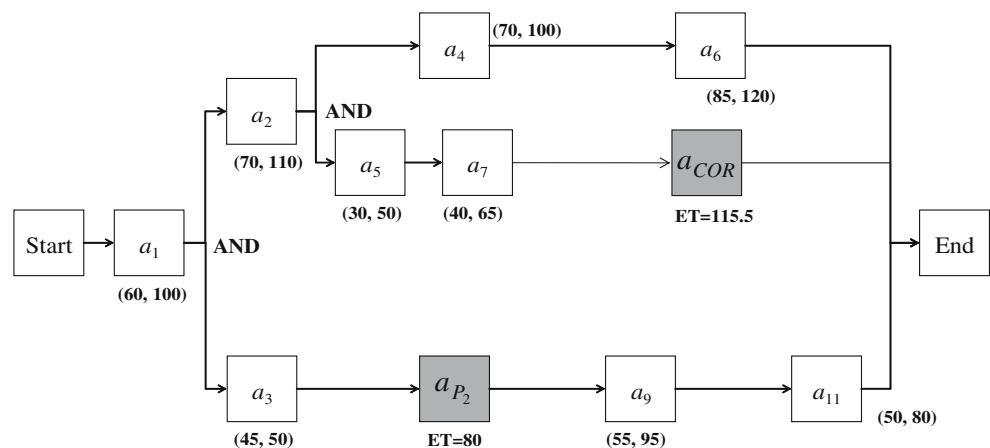 a4
(70, 100)
a6
(85, 120)
a2
AND
(70, 110)
a5
(30, 50)
a7
(40, 65)
aCOR
ET=115.5
Start
a1
(60, 100)
AND
End
a3
(45, 50)
aP2
ET=80
a9
(55, 95)
a11
(50, 80)